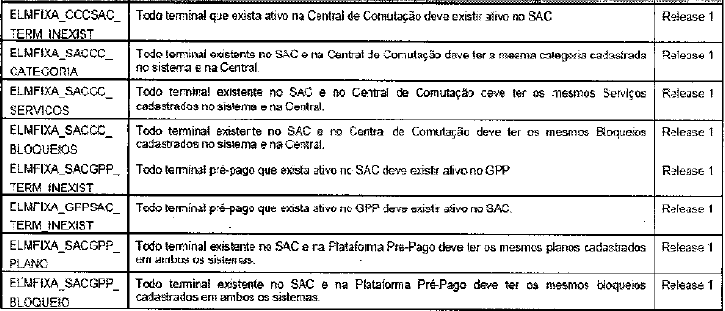 ELMFIXA_CCCSAC_ Todo terminal que exista ativo na Central de Comutação deve existir ativo no SAC Release 1
TERM_INEXIST
ELMFIXA_SACCC_ Todo terminal existente no SAC e na Central de Comutação deve ter a mesma categoria cadastrada Release 1
CATEGORIA no sistema e na Central.
ELMFIXA_SACCC_ Todo terminal existente no SAC e no Central de Comutação deve ter os mesmos Serviços Release 1
SERVICOS cadastrados no sistema e na Central.
ELMFIXA_SACCC_ Todo terminal existente no SAC e no Central de Comutação deve ter os mesmos Bloqueios Release 1
BLOQUEIOS cadastrados no sistema e na Central.
ELMFIXA_SACGPP_ Todo terminal pré-pago que exista ativo no SAC deve existir ativo no GPP Release 1
TERM_INEXIST
ELMFIXA_GPPSAC_ Todo terminal pré-pago que exista ativo no GPP deve existir ativo no SAC. Release 1
TERM_INEXIST
ELMFIXA_SACGPP_ Todo terminal existente no SAC e na Plataforma Pre-Pago deve ter os mesmos planos cadastrados Release 1
PLANO em ambos os sistemas.
ELMFIXA_SACGPP_ Todo terminal existente no SAC e na Plataforma Pré-Pago deve ter os mesmos bloqueios Release 1
BLOQUEIO cadastrados em ambos os sistemas.